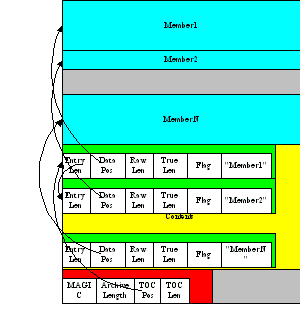 Member1
Member2
MemberN
Entry Data Raw True Flag "Member1"
Len Pos Len Len
Entry Data Raw True Flag "Member2"
Len Pos Len Len
Content
Entry Data Raw True Flag "MemberN
Len Pos Len Len "
MAGI Archive TOC TOC
C Length Pos Len